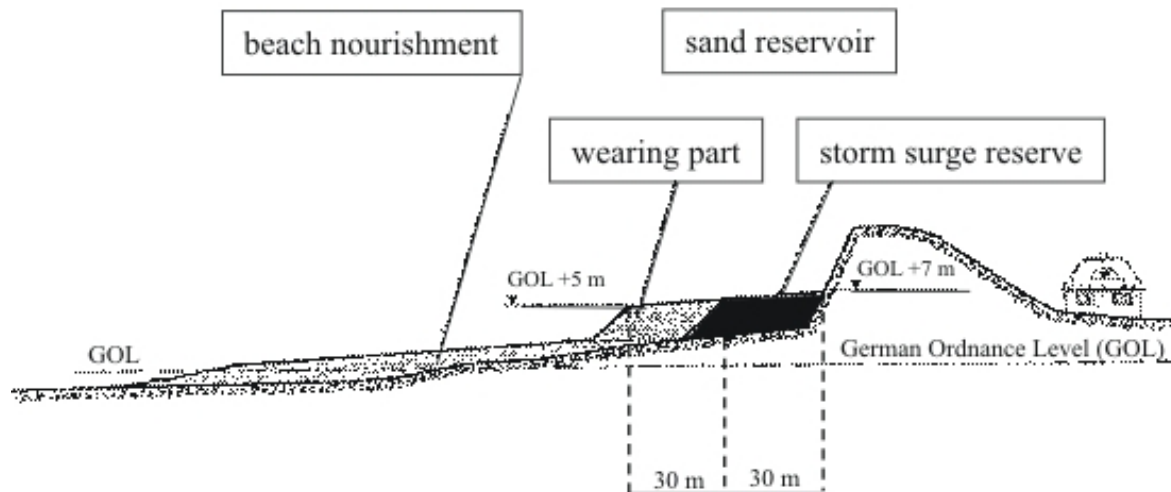 beach nourishment
sand reservoir
wearing part
storm surge reserve
GOL +5 m
GOL +7 m
GOL
German Ordnance Level (GOL)
30 m
30 m